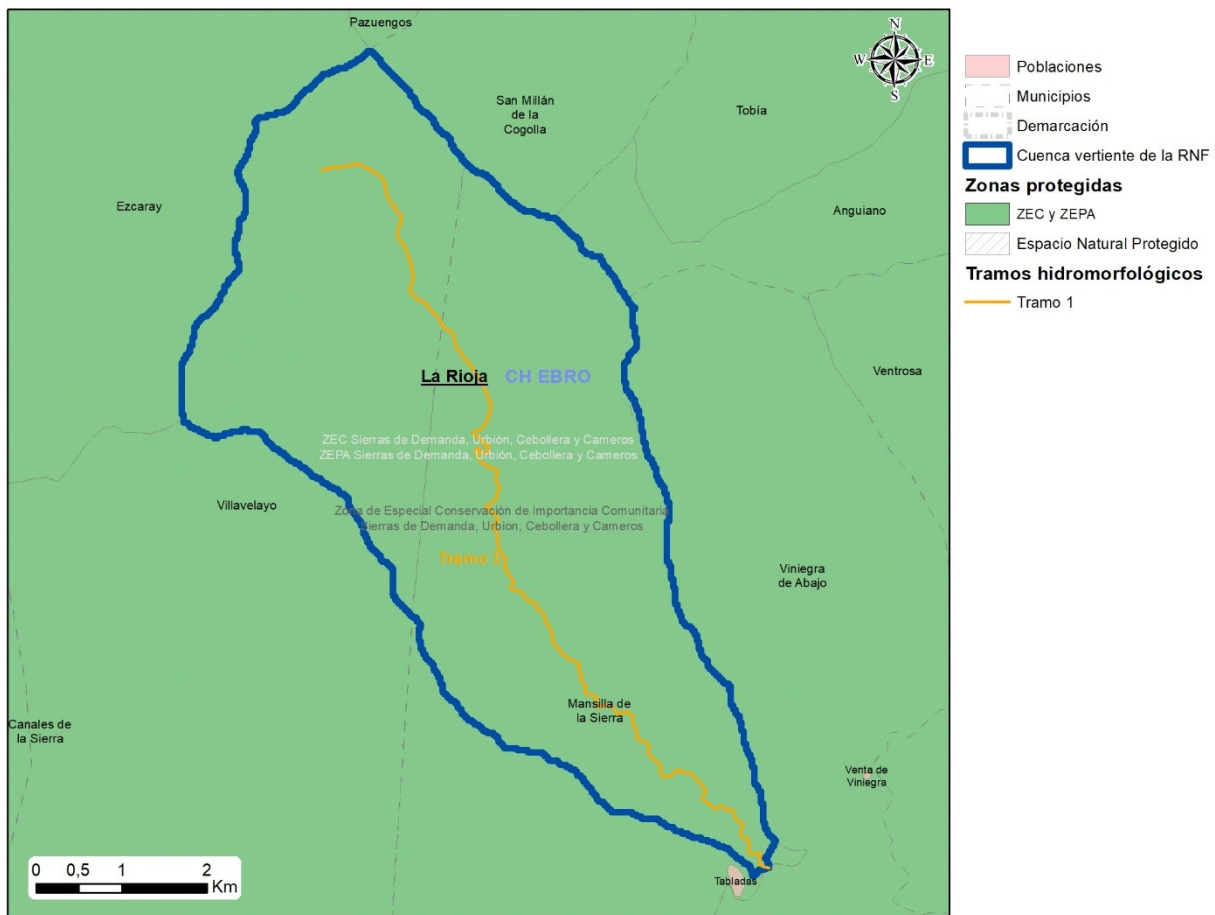 Pazuengos
N
W
E
S
San Millán
de la
Cogolla
Tobía
Ezcaray
Anguiano
Ventrosa
La Rioja
CH EBRO
ZEC Sierras de Demanda, Urbión, Cebollera y Cameros
ZEPA Sierras de Demanda, Urbión, Cebollera y Cameros
Villavelayo
Zona de Especial Conservación de Importancia Comunitaria
Sierras de Demanda, Urbion, Cebollera y Cameros
Tramo 1
Viniegra
de Abajo
Mansilla de
la Sierra
Canales de
la Sierra
Venta de
Viniegra
Tabladas
0 0,5 1 2
Km
Poblaciones
Municipios
Demarcación
Cuenca vertiente de la RNF
Zonas protegidas
ZEC y ZEPA
Espacio Natural Protegido
Tramos hidromorfológicos
Tramo 1